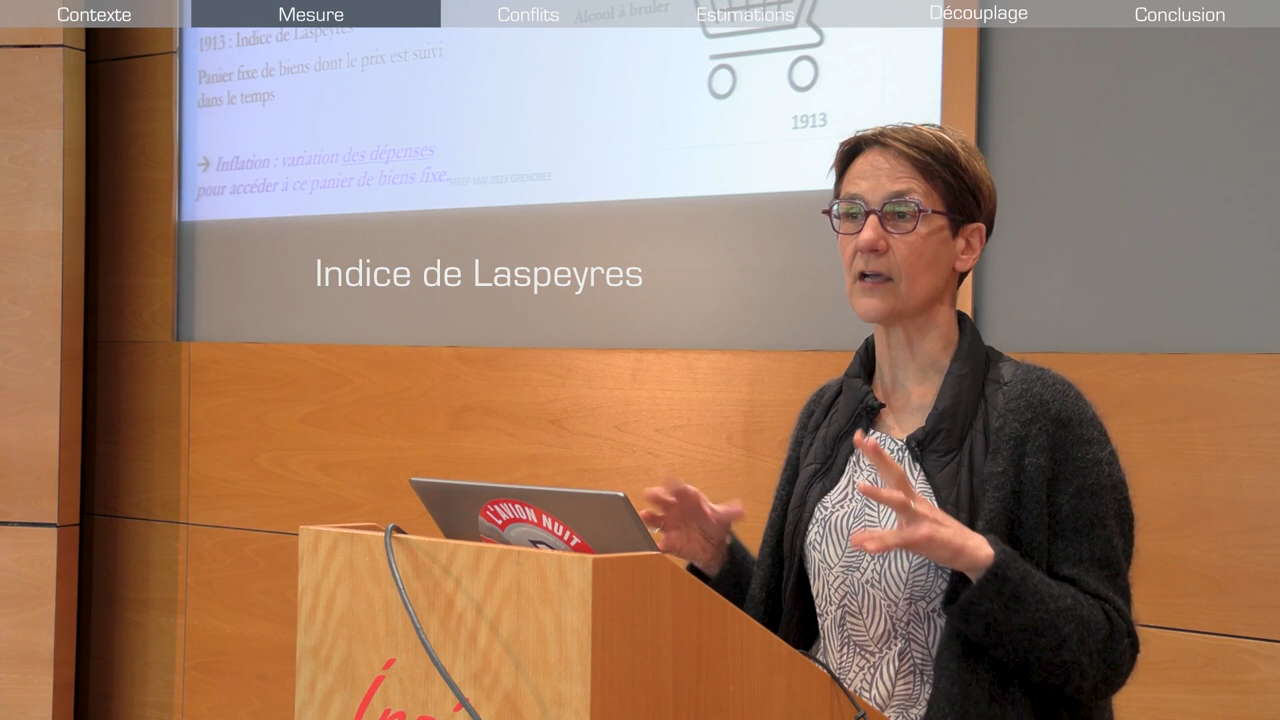 Contexte
Mesure
Conflits
Estimations
Découplage
Conclusion
Alcool à brûler
1913 : Indice de Laspeyres
Panier fixe de biens dont le prix est suivi
dans le temps
1913
➔ Inflation : variation des dépenses
pour accéder à ce panier de biens fixe.
STEEP MAI 2023 GRENOBLE
Indice de Laspeyres
L'AVION NUIT